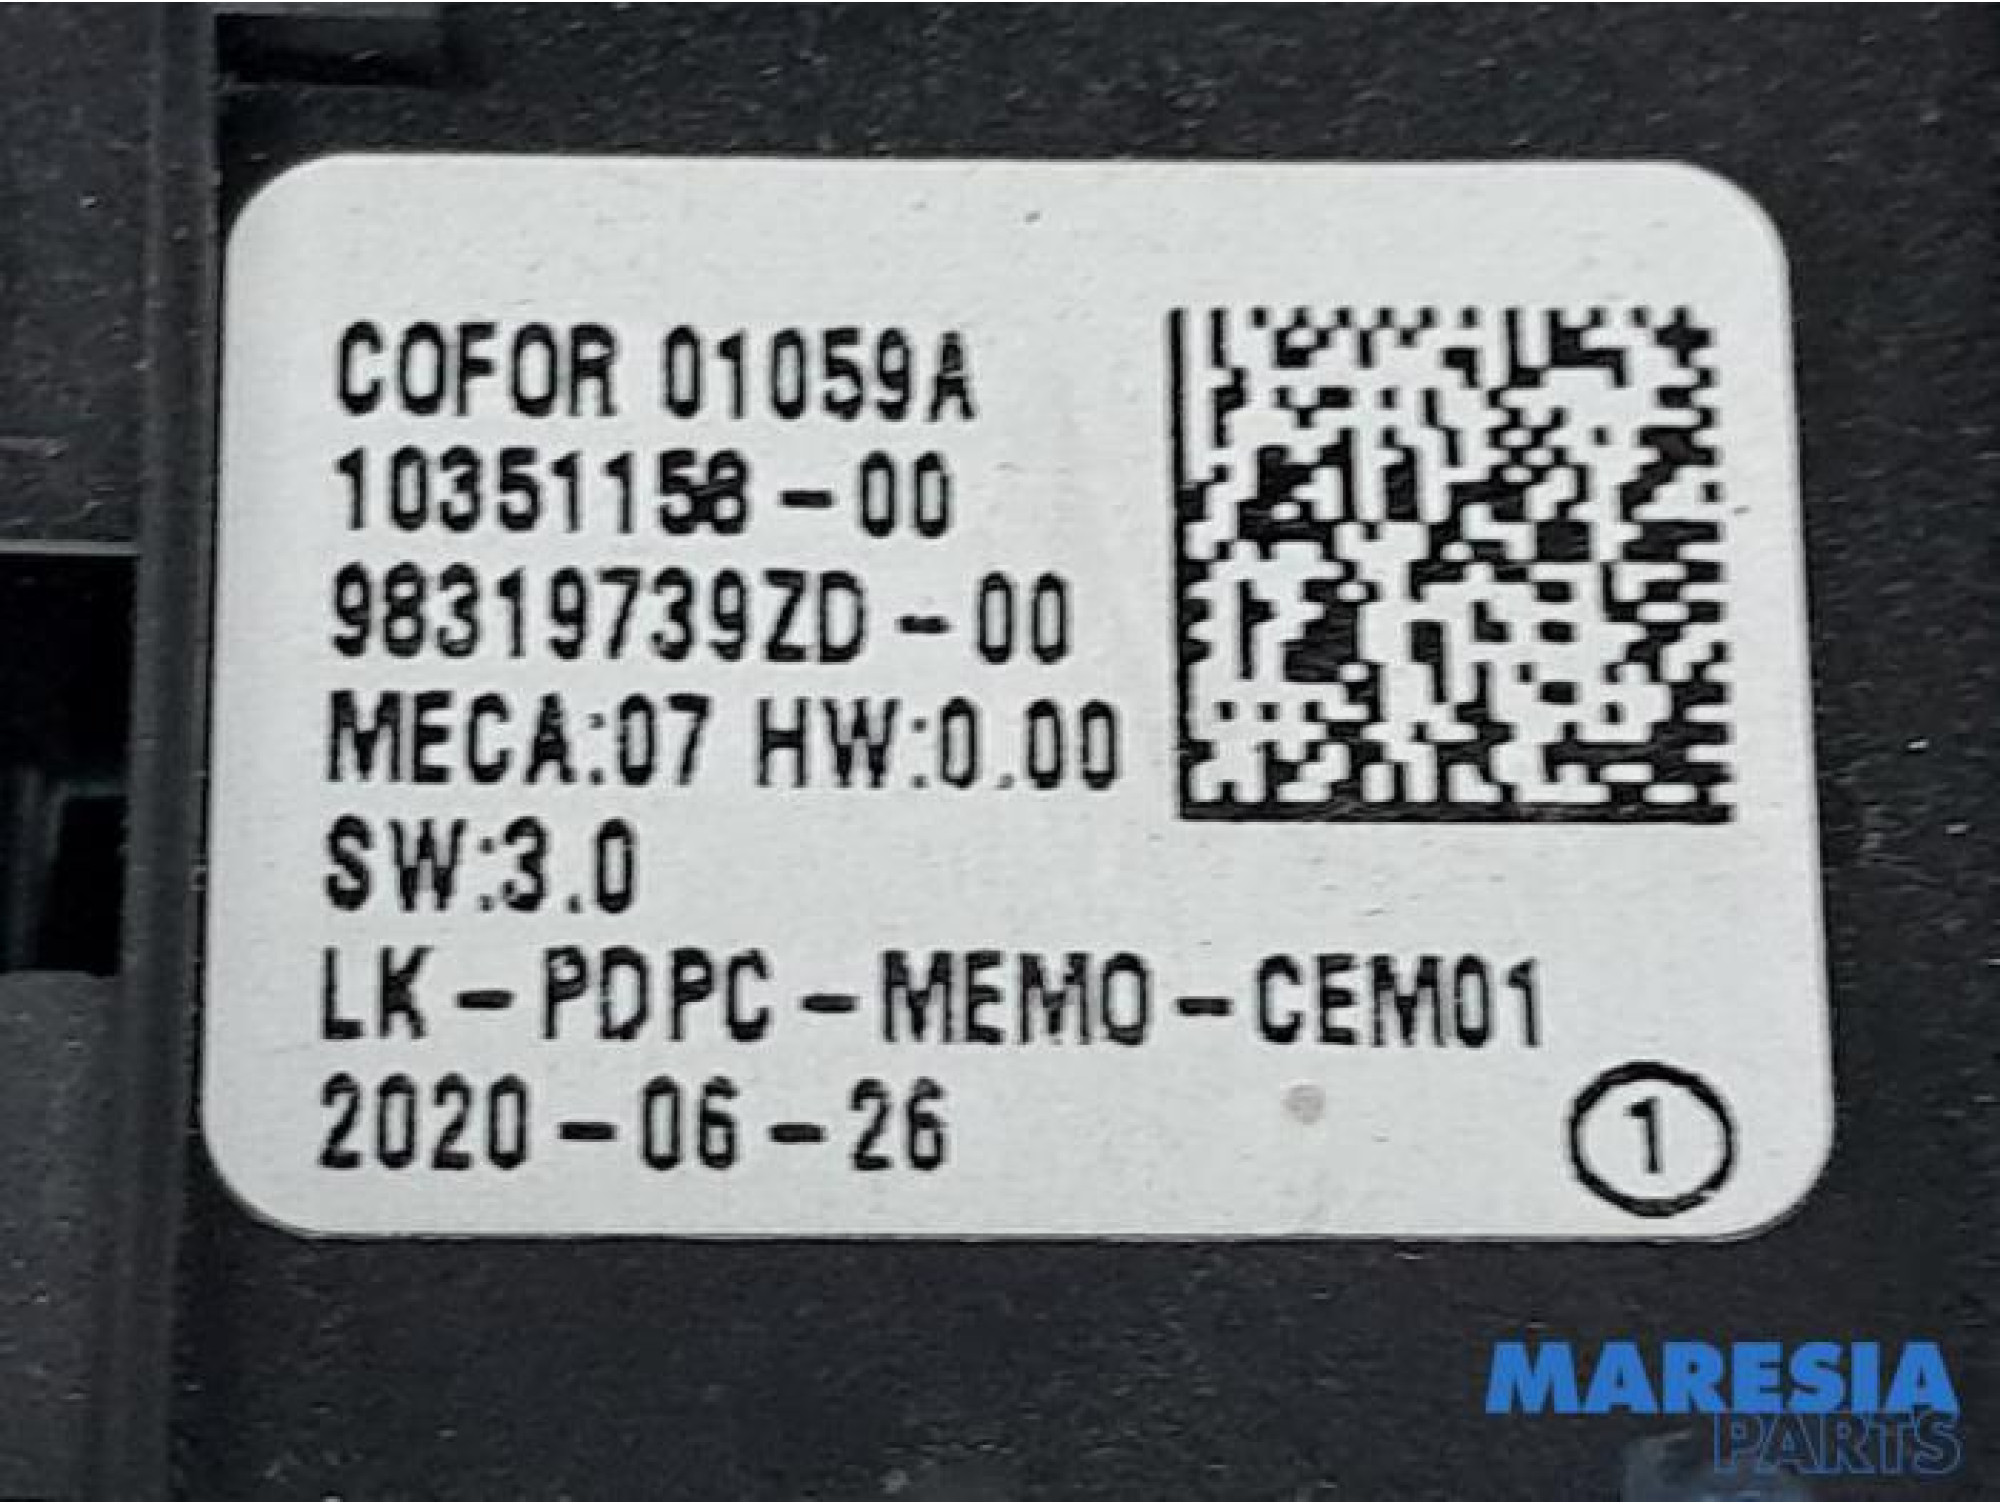 COFOR 01059A
10351158-00
98319739ZD-00
MECA:07 HW:0.00
SW:3.0
LK-PDPC-MEMO-CEM01
2020-06-26
1
MARESIA
PARTS